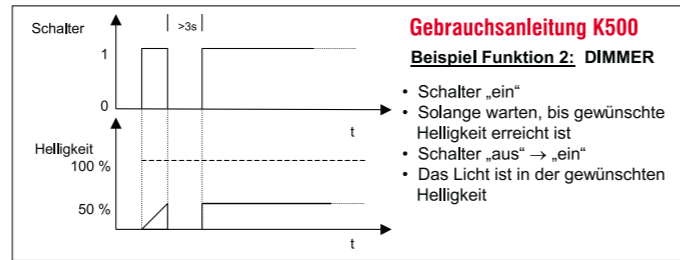 Schalter
>3s
1
0
t
Helligkeit
100 %
50 %
t
Gebrauchsanleitung K500
Beispiel Funktion 2: DIMMER
• Schalter „ein“
• Solange warten, bis gewünschte
Helligkeit erreicht ist
• Schalter „aus“ → „ein“
• Das Licht ist in der gewünschten
Helligkeit